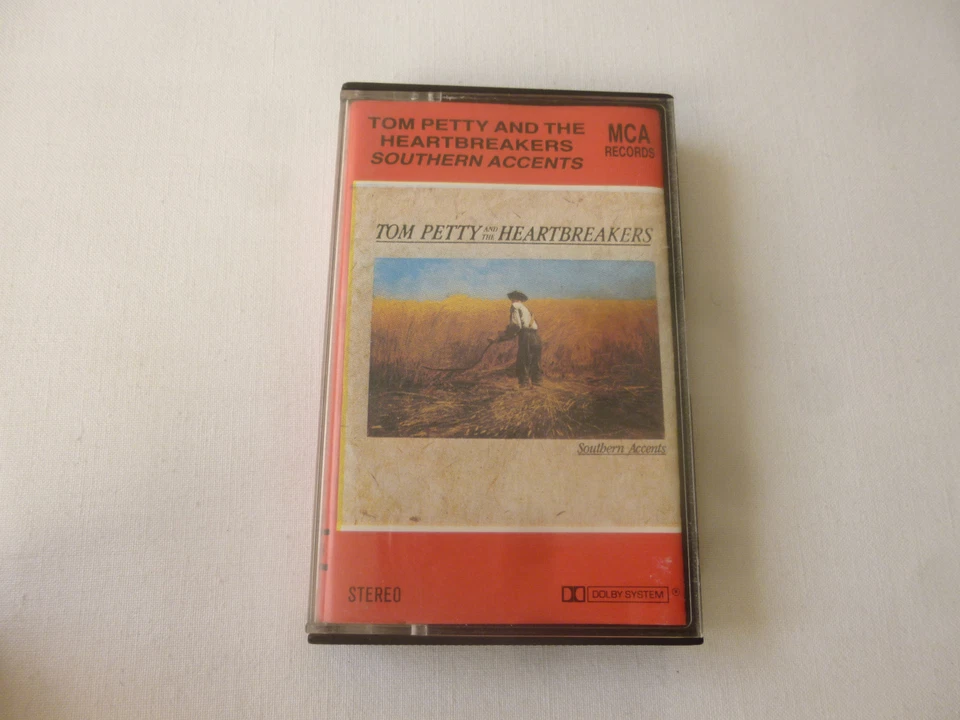 TOM PETTY AND THE
HEARTBREAKERS
SOUTHERN ACCENTS
MCA
RECORDS
TOM PETTY AND THE HEARTBREAKERS
Southern Accents
STEREO
DOLBY SYSTEM ®